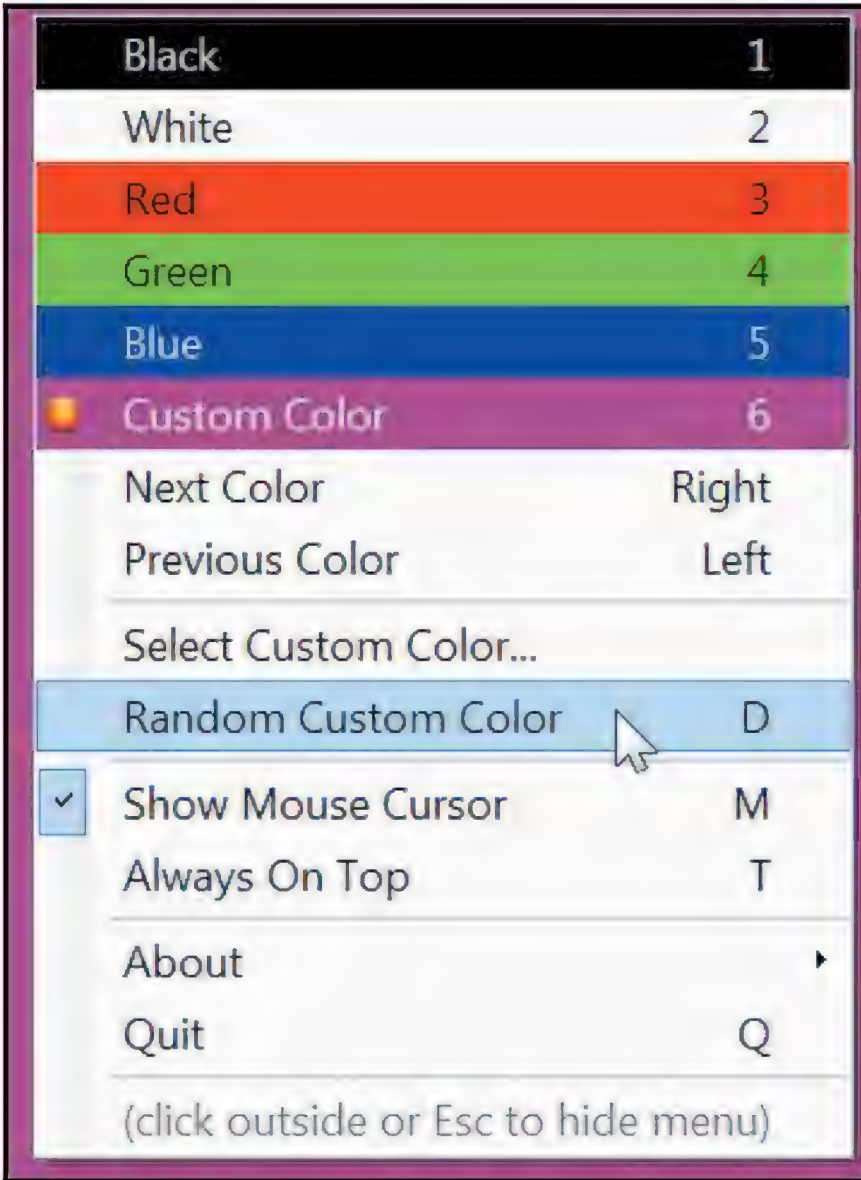 Black 1
White 2
Red 3
Green 4
Blue 5
Custom Color 6
Next Color Right
Previous Color Left
Select Custom Color...
Random Custom Color D
Show Mouse Cursor M
Always On Top T
About
Quit Q
(click outside or Esc to hide menu)